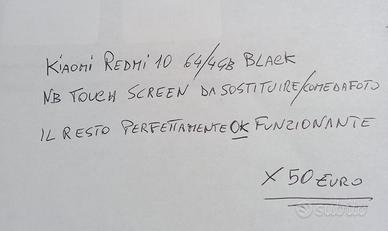 XIAOMI REDMI 10 64/4GB BLACK
NB TOUCH SCREEN DA SOSTITUIRE/COME DA FOTO
IL RESTO PERFETTAMENTE OK FUNZIONANTE
X 50 EURO
subito